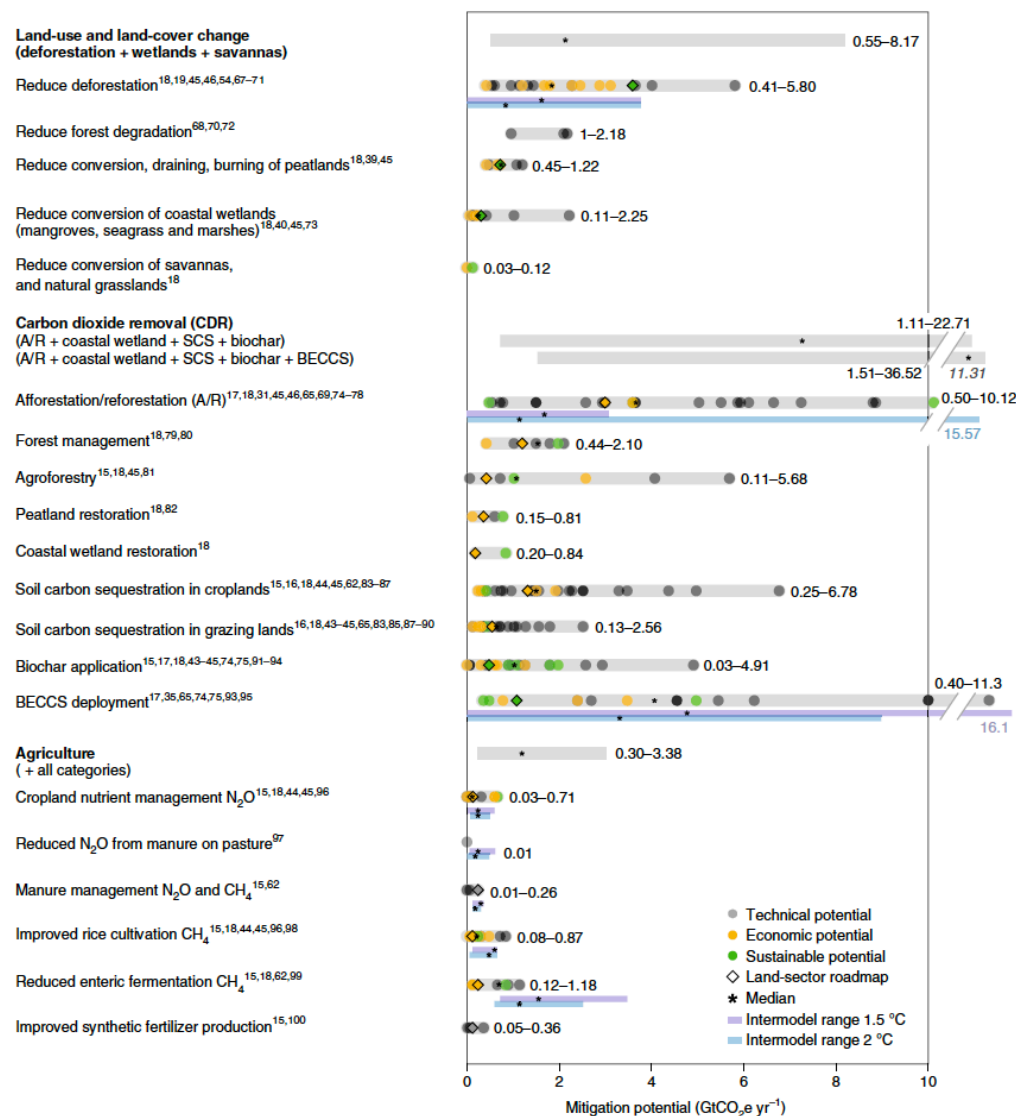 Land-use and land-cover change
(deforestation + wetlands + savannas)
0.55–8.17
Reduce deforestation18,19,45,46,54,67–71
0.41–5.80
Reduce forest degradation68,70,72
1–2.18
Reduce conversion, draining, burning of peatlands18,39,45
0.45–1.22
Reduce conversion of coastal wetlands
(mangroves, seagrass and marshes)18,40,45,73
0.11–2.25
Reduce conversion of savannas,
and natural grasslands18
0.03–0.12
Carbon dioxide removal (CDR)
1.11–22.71
(A/R + coastal wetland + SCS + biochar)
(A/R + coastal wetland + SCS + biochar + BECCS)
1.51–36.52
11.31
Afforestation/reforestation (A/R)17,18,31,45,46,65,69,74–78
0.50–10.12
15.57
Forest management18,79,80
0.44–2.10
Agroforestry15,18,45,81
0.11–5.68
Peatland restoration18,82
0.15–0.81
Coastal wetland restoration18
0.20–0.84
Soil carbon sequestration in croplands15,16,18,44,45,62,83–87
0.25–6.78
Soil carbon sequestration in grazing lands16,18,43–45,65,83,85,87–90
0.13–2.56
Biochar application15,17,18,43–45,74,75,91–94
0.03–4.91
BECCS deployment17,35,65,74,75,93,95
0.40–11.3
16.1
Agriculture
( + all categories)
0.30–3.38
Cropland nutrient management N2O15,18,44,45,96
0.03–0.71
Reduced N2O from manure on pasture97
0.01
Manure management N2O and CH415,62
0.01–0.26
Improved rice cultivation CH415,18,44,45,96,98
0.08–0.87
Reduced enteric fermentation CH415,18,62,99
0.12–1.18
Improved synthetic fertilizer production15,100
0.05–0.36
Technical potential
Economic potential
Sustainable potential
Land-sector roadmap
Median
Intermodel range 1.5 °C
Intermodel range 2 °C
0 2 4 6 8 10
Mitigation potential (GtCO2e yr−1)